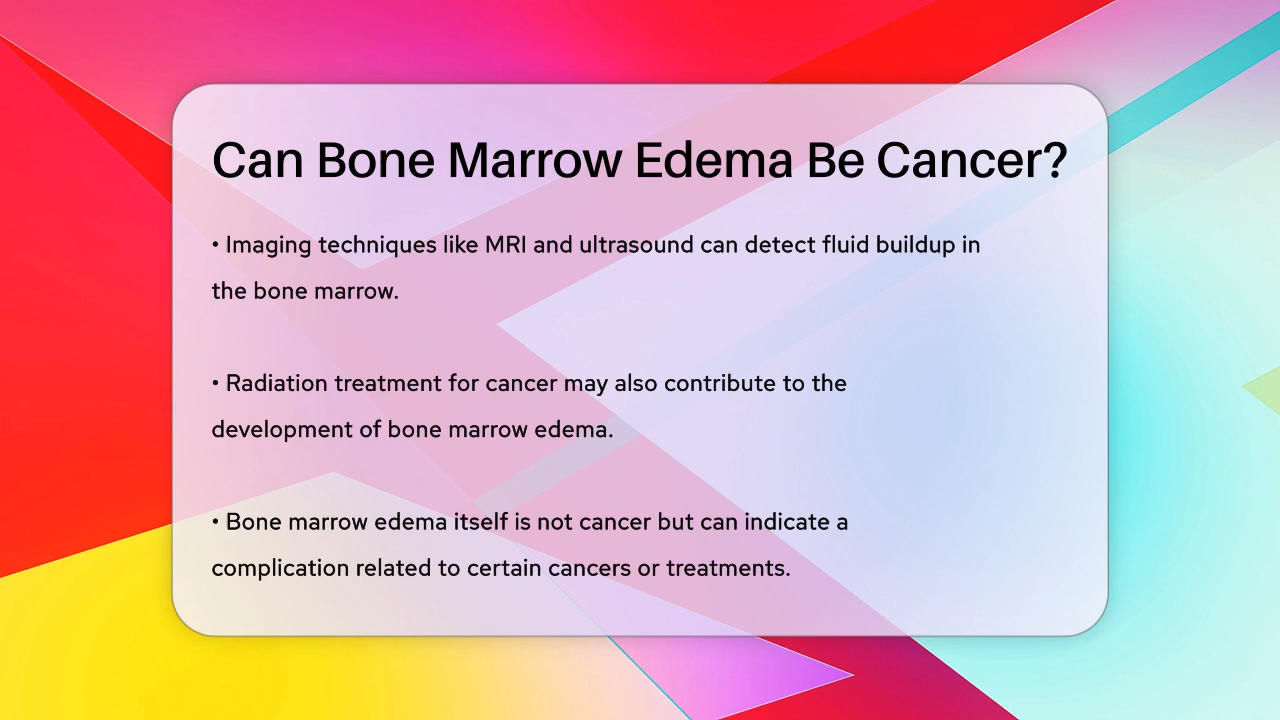 Can Bone Marrow Edema Be Cancer?
• Imaging techniques like MRI and ultrasound can detect fluid buildup in
the bone marrow.
• Radiation treatment for cancer may also contribute to the
development of bone marrow edema.
• Bone marrow edema itself is not cancer but can indicate a
complication related to certain cancers or treatments.